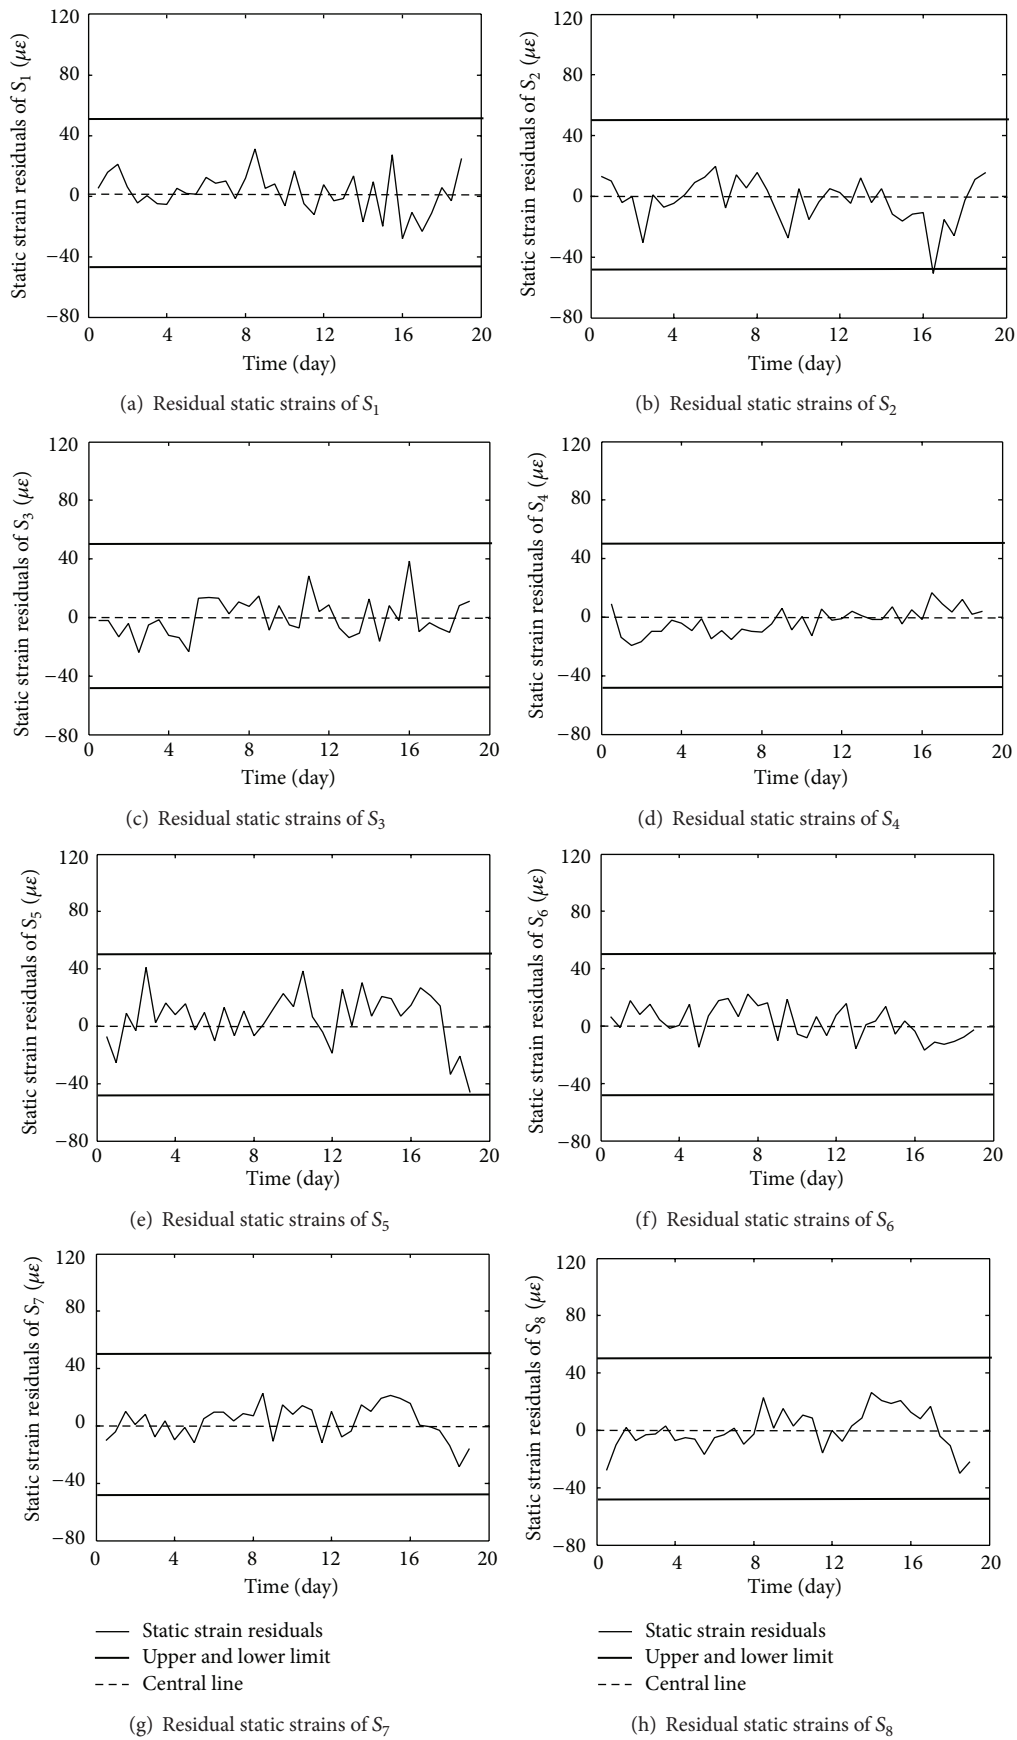 Static strain residuals of S1 (με)
120
80
40
0
−40
−80
0 4 8 12 16 20
Time (day)
(a) Residual static strains of S1
Static strain residuals of S2 (με)
120
80
40
0
−40
−80
0 4 8 12 16 20
Time (day)
(b) Residual static strains of S2
Static strain residuals of S3 (με)
120
80
40
0
−40
−80
0 4 8 12 16 20
Time (day)
(c) Residual static strains of S3
Static strain residuals of S4 (με)
120
80
40
0
−40
−80
0 4 8 12 16 20
Time (day)
(d) Residual static strains of S4
Static strain residuals of S5 (με)
120
80
40
0
−40
−80
0 4 8 12 16 20
Time (day)
(e) Residual static strains of S5
Static strain residuals of S6 (με)
120
80
40
0
−40
−80
0 4 8 12 16 20
Time (day)
(f) Residual static strains of S6
Static strain residuals of S7 (με)
120
80
40
0
−40
−80
0 4 8 12 16 20
Time (day)
Static strain residuals
Upper and lower limit
Central line
(g) Residual static strains of S7
Static strain residuals of S8 (με)
120
80
40
0
−40
−80
0 4 8 12 16 20
Time (day)
Static strain residuals
Upper and lower limit
Central line
(h) Residual static strains of S8